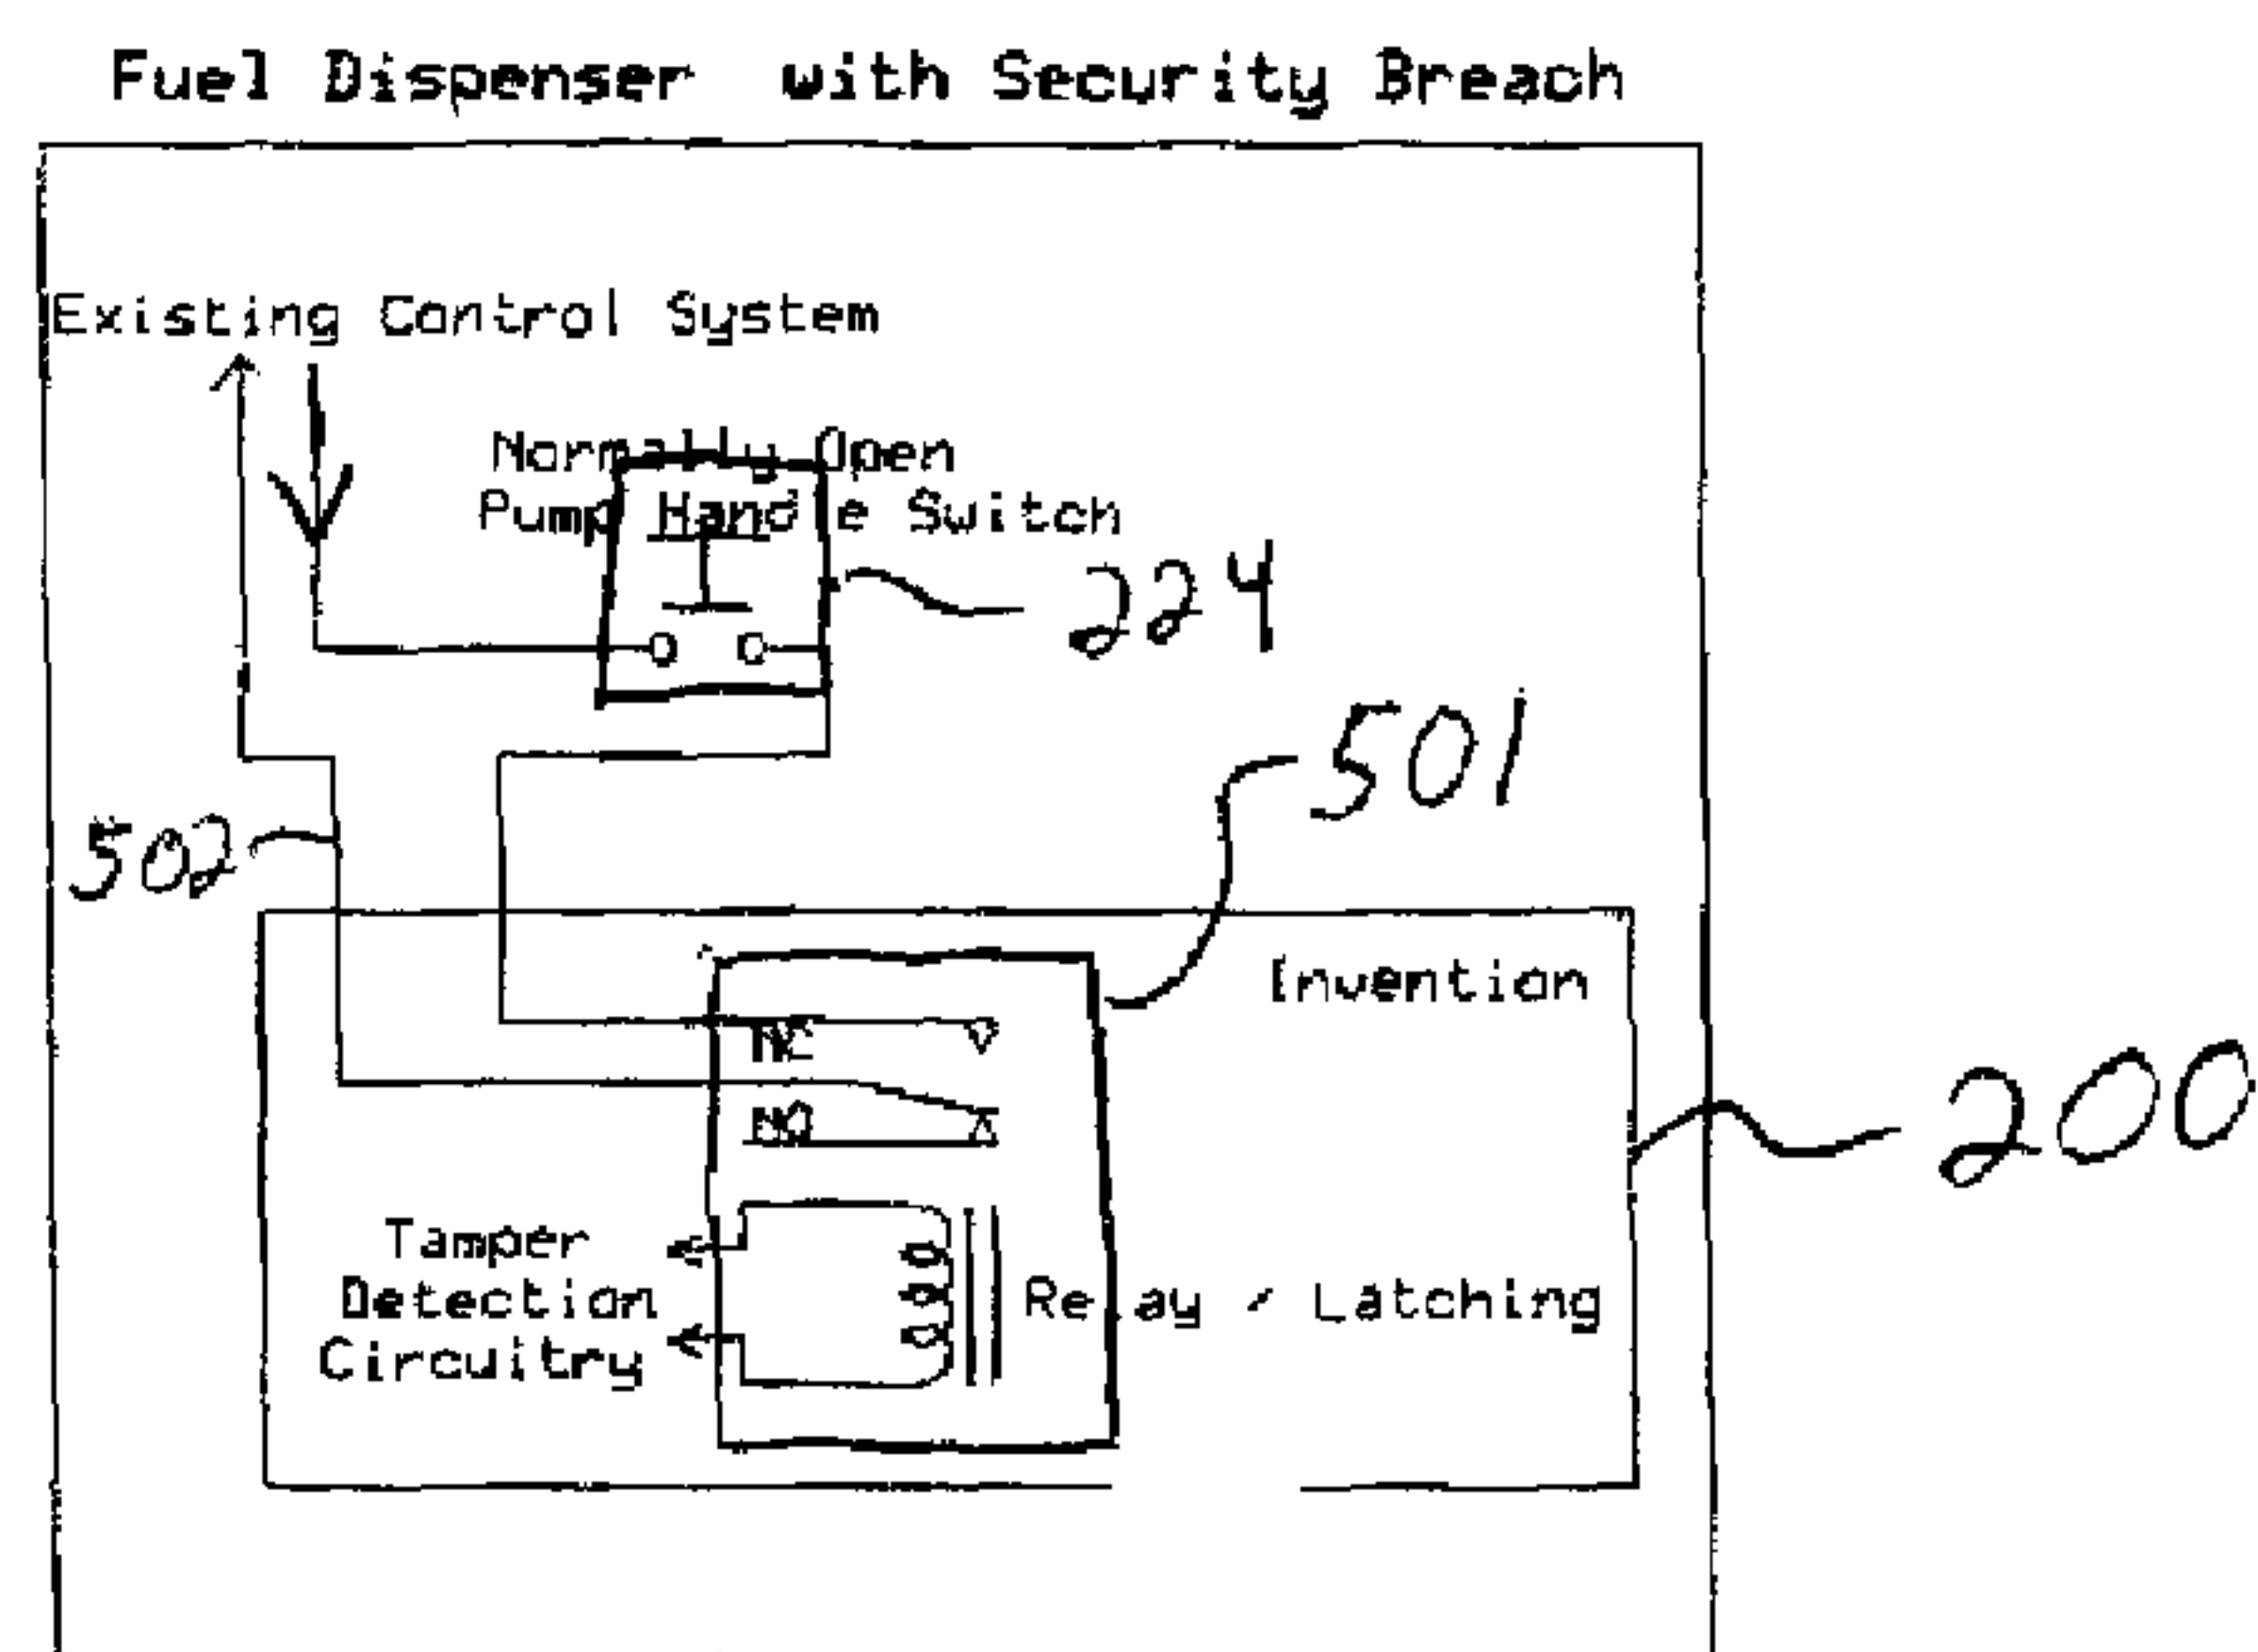 Fuel Dispenser with Security Breach
Existing Control System
Normally Open
Pump Handle Switch
224
501
502
Invention
NC
NO
200
Tamper
Detection
Circuitry
Relay / Latching